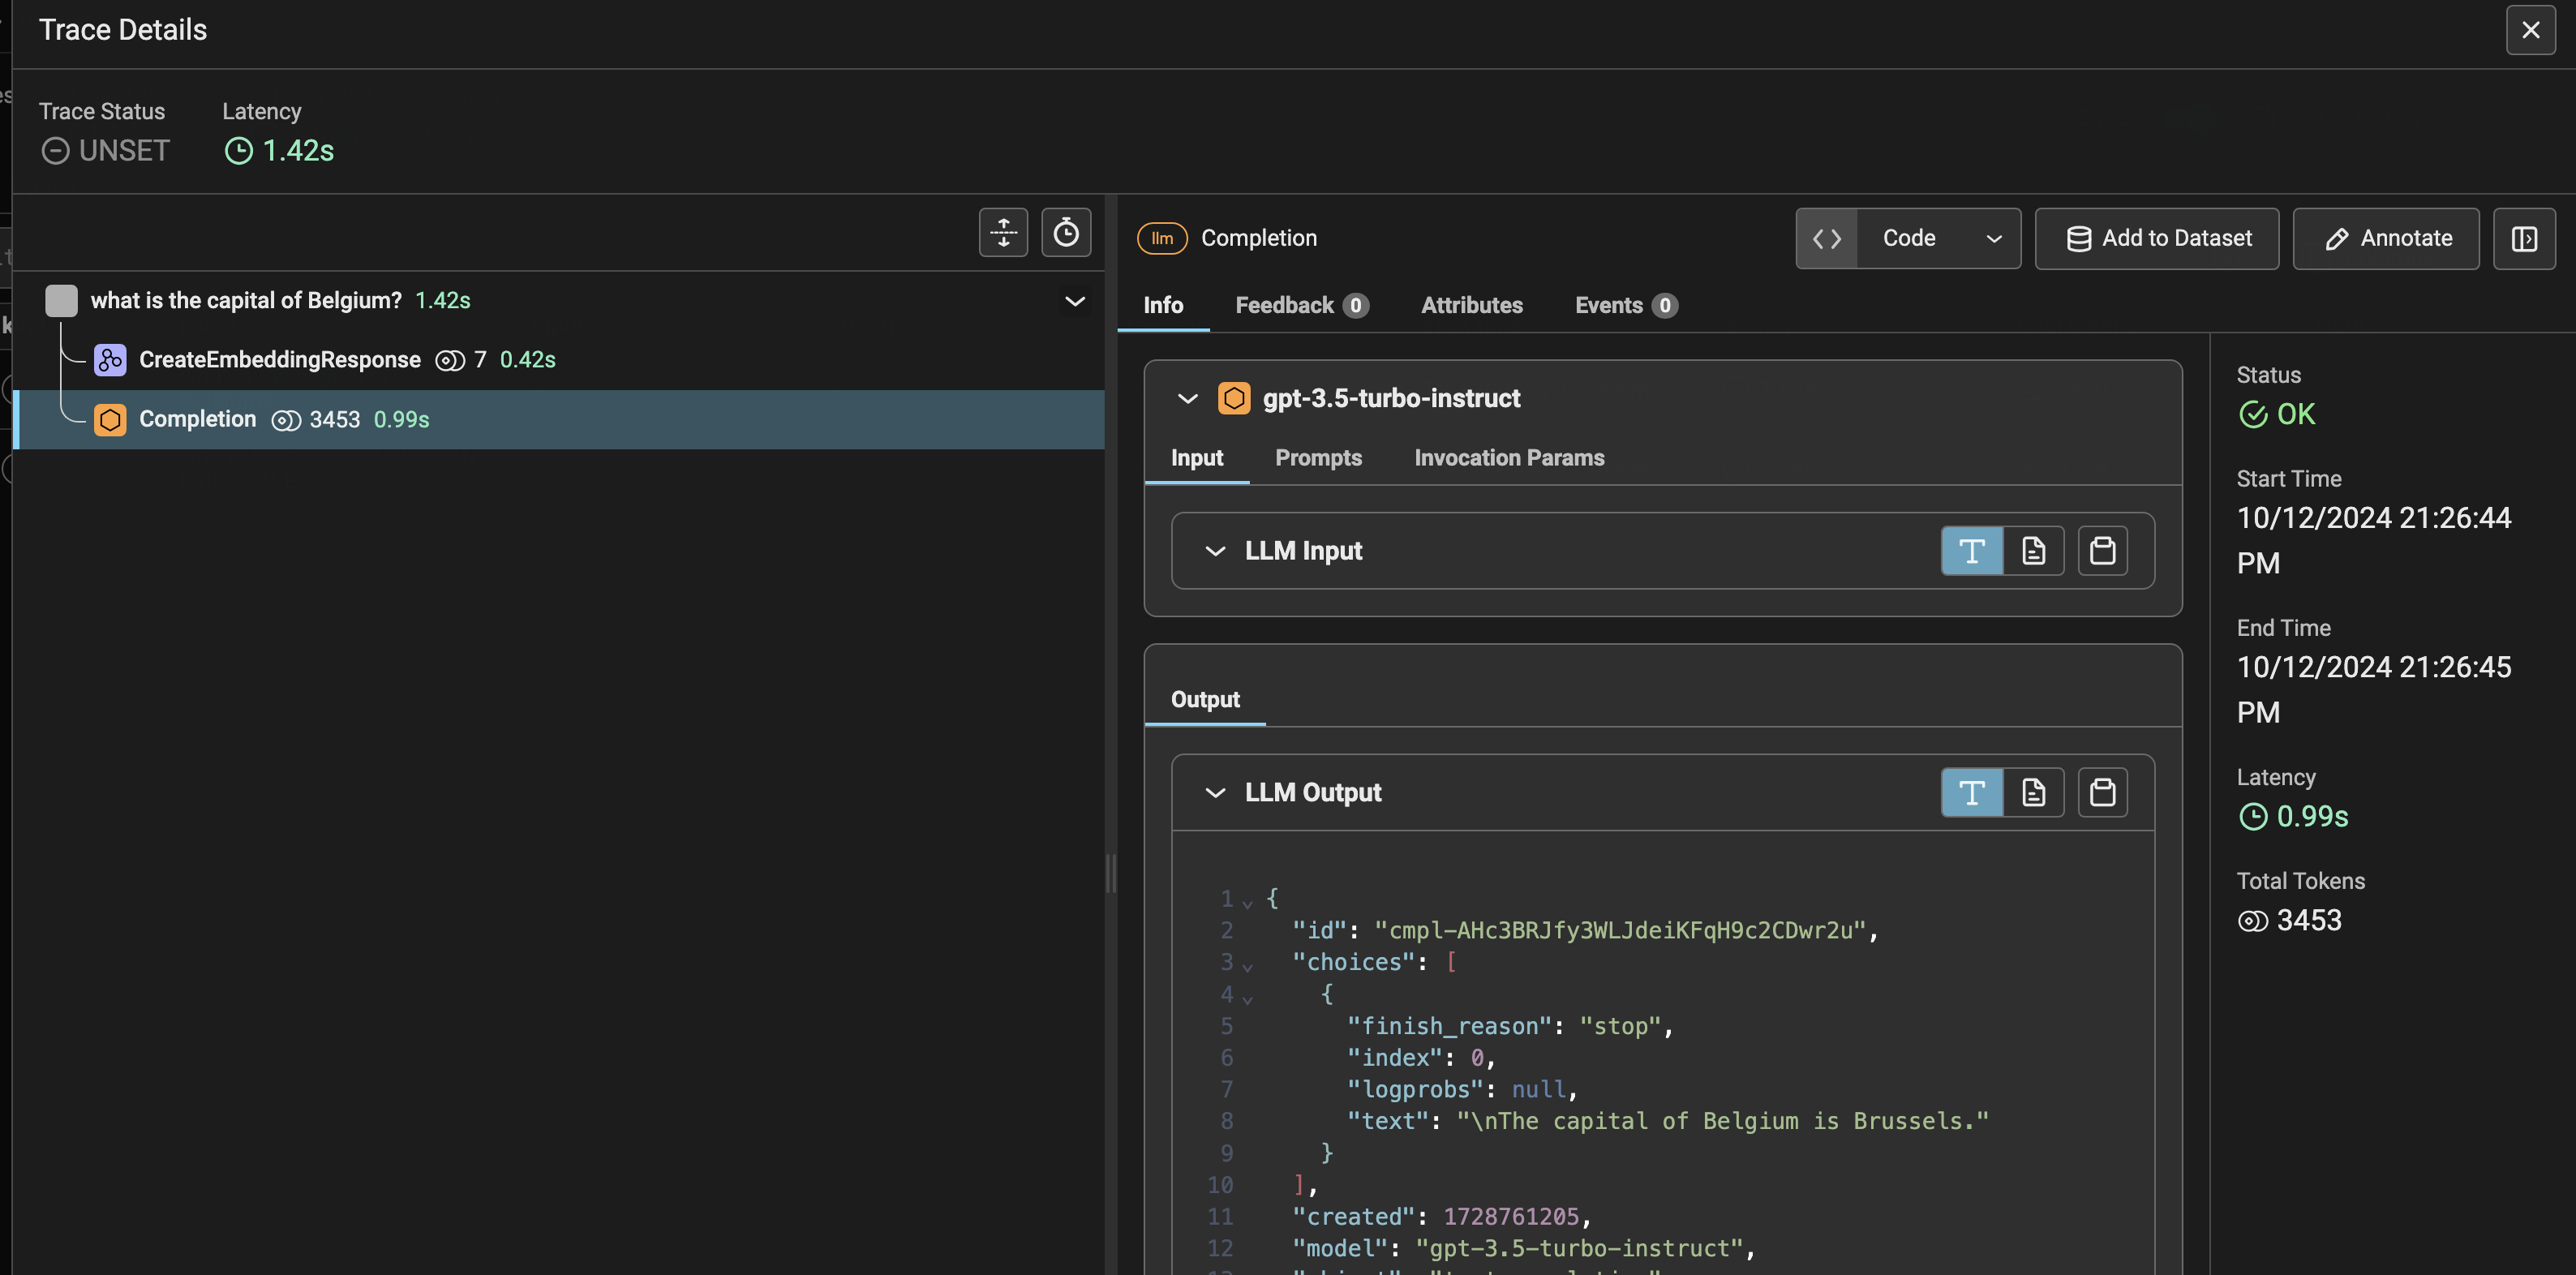 Trace Details
Trace Status
Latency
UNSET
1.42s
what is the capital of Belgium? 1.42s
CreateEmbeddingResponse 7 0.42s
Completion 3453 0.99s
llm Completion
Code
Add to Dataset
Annotate
Info
Feedback 0
Attributes
Events 0
gpt-3.5-turbo-instruct
Input
Prompts
Invocation Params
LLM Input
Output
LLM Output
1 {
2 "id": "cmpl-AHc3BRJfy3WLJdeiKFqH9c2CDwr2u",
3 "choices": [
4 {
5 "finish_reason": "stop",
6 "index": 0,
7 "logprobs": null,
8 "text": "\nThe capital of Belgium is Brussels."
9 }
10 ],
11 "created": 1728761205,
12 "model": "gpt-3.5-turbo-instruct",
Status
OK
Start Time
10/12/2024 21:26:44
PM
End Time
10/12/2024 21:26:45
PM
Latency
0.99s
Total Tokens
3453